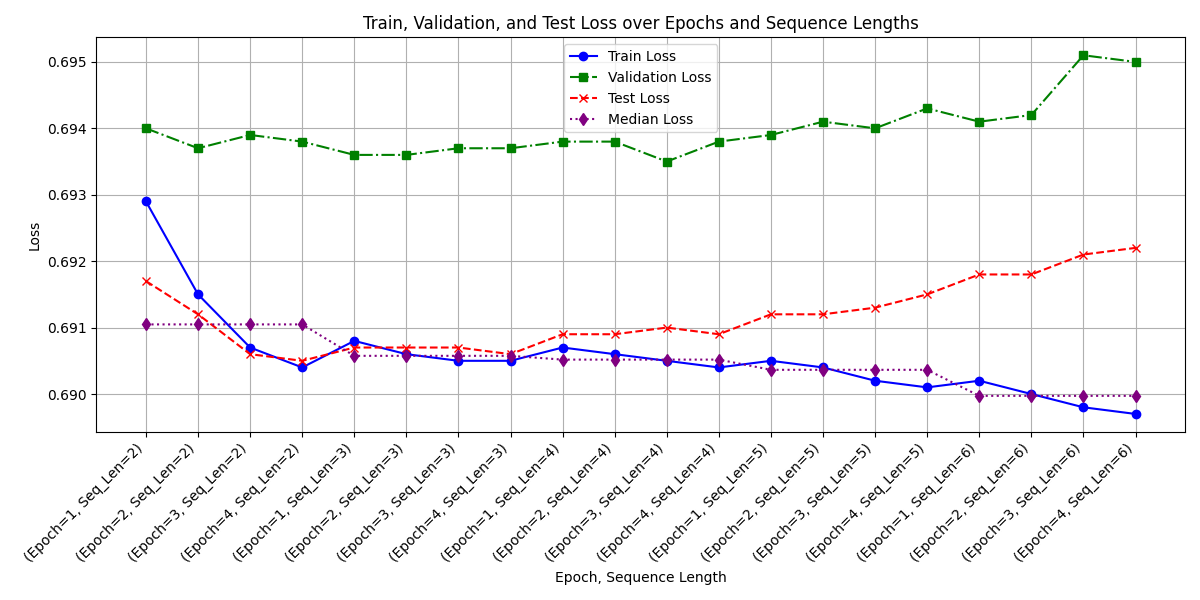 Train, Validation, and Test Loss over Epochs and Sequence Lengths
Train Loss
Validation Loss
Test Loss
Median Loss
Loss
0.695
0.694
0.693
0.692
0.691
0.690
(Epoch=1, Seq_Len=2)
(Epoch=2, Seq_Len=2)
(Epoch=3, Seq_Len=2)
(Epoch=4, Seq_Len=2)
(Epoch=1, Seq_Len=3)
(Epoch=2, Seq_Len=3)
(Epoch=3, Seq_Len=3)
(Epoch=4, Seq_Len=3)
(Epoch=1, Seq_Len=4)
(Epoch=2, Seq_Len=4)
(Epoch=3, Seq_Len=4)
(Epoch=4, Seq_Len=4)
(Epoch=1, Seq_Len=5)
(Epoch=2, Seq_Len=5)
(Epoch=3, Seq_Len=5)
(Epoch=4, Seq_Len=5)
(Epoch=1, Seq_Len=6)
(Epoch=2, Seq_Len=6)
(Epoch=3, Seq_Len=6)
(Epoch=4, Seq_Len=6)
Epoch, Sequence Length